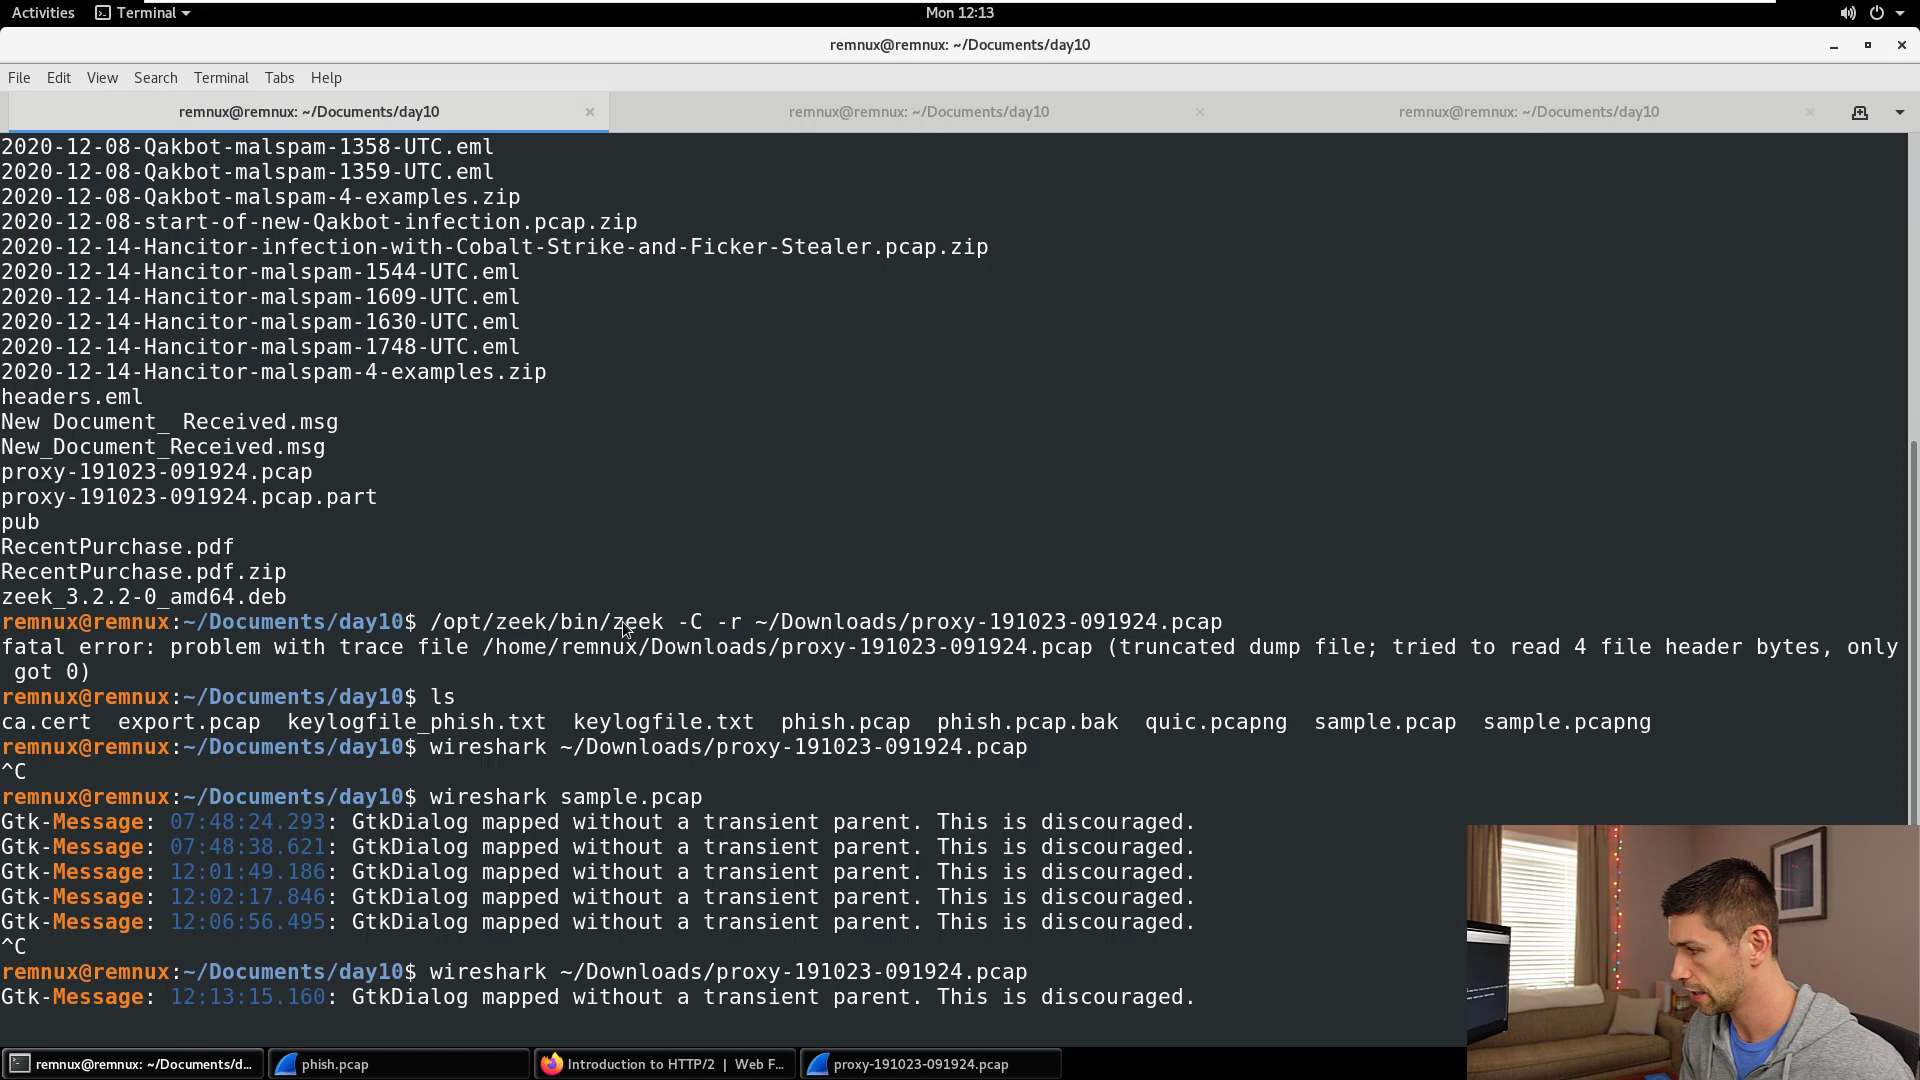 Activities Terminal Mon 12:13
remnux@remnux: ~/Documents/day10
File Edit View Search Terminal Tabs Help
remnux@remnux: ~/Documents/day10 remnux@remnux: ~/Documents/day10 remnux@remnux: ~/Documents/day10
2020-12-08-Qakbot-malspam-1358-UTC.eml
2020-12-08-Qakbot-malspam-1359-UTC.eml
2020-12-08-Qakbot-malspam-4-examples.zip
2020-12-08-start-of-new-Qakbot-infection.pcap.zip
2020-12-14-Hancitor-infection-with-Cobalt-Strike-and-Ficker-Stealer.pcap.zip
2020-12-14-Hancitor-malspam-1544-UTC.eml
2020-12-14-Hancitor-malspam-1609-UTC.eml
2020-12-14-Hancitor-malspam-1630-UTC.eml
2020-12-14-Hancitor-malspam-1748-UTC.eml
2020-12-14-Hancitor-malspam-4-examples.zip
headers.eml
New Document_ Received.msg
New_Document_Received.msg
proxy-191023-091924.pcap
proxy-191023-091924.pcap.part
pub
RecentPurchase.pdf
RecentPurchase.pdf.zip
zeek_3.2.2-0_amd64.deb
remnux@remnux:~/Documents/day10$ /opt/zeek/bin/zeek -C -r ~/Downloads/proxy-191023-091924.pcap
fatal error: problem with trace file /home/remnux/Downloads/proxy-191023-091924.pcap (truncated dump file; tried to read 4 file header bytes, only
got 0)
remnux@remnux:~/Documents/day10$ ls
ca.cert export.pcap keylogfile_phish.txt keylogfile.txt phish.pcap phish.pcap.bak quic.pcapng sample.pcap sample.pcapng
remnux@remnux:~/Documents/day10$ wireshark ~/Downloads/proxy-191023-091924.pcap
^C
remnux@remnux:~/Documents/day10$ wireshark sample.pcap
Gtk-Message: 07:48:24.293: GtkDialog mapped without a transient parent. This is discouraged.
Gtk-Message: 07:48:38.621: GtkDialog mapped without a transient parent. This is discouraged.
Gtk-Message: 12:01:49.186: GtkDialog mapped without a transient parent. This is discouraged.
Gtk-Message: 12:02:17.846: GtkDialog mapped without a transient parent. This is discouraged.
Gtk-Message: 12:06:56.495: GtkDialog mapped without a transient parent. This is discouraged.
^C
remnux@remnux:~/Documents/day10$ wireshark ~/Downloads/proxy-191023-091924.pcap
Gtk-Message: 12:13:15.160: GtkDialog mapped without a transient parent. This is discouraged.
remnux@remnux: ~/Documents/d... phish.pcap Introduction to HTTP/2 | Web F... proxy-191023-091924.pcap